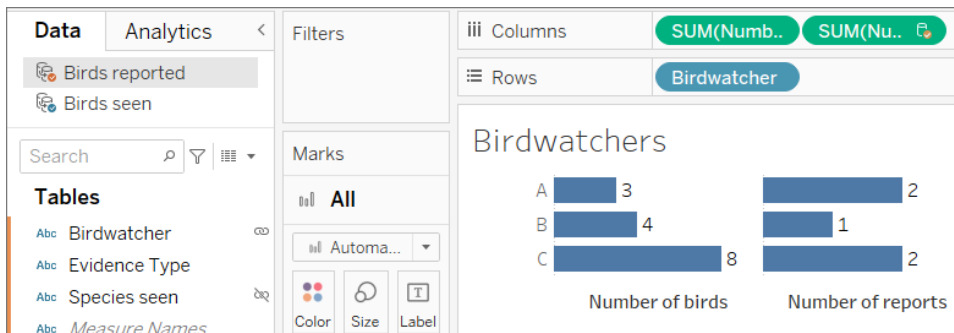 Data
Analytics
Birds reported
Birds seen
Search
Tables
Abc Birdwatcher
Abc Evidence Type
Abc Species seen
Abc Measure Names
Filters
Marks
All
Automa...
Color
Size
T
Label
Columns
SUM(Numb..
SUM(Nu..
Rows
Birdwatcher
Birdwatchers
A 3 2
B 4 1
C 8 2
Number of birds
Number of reports